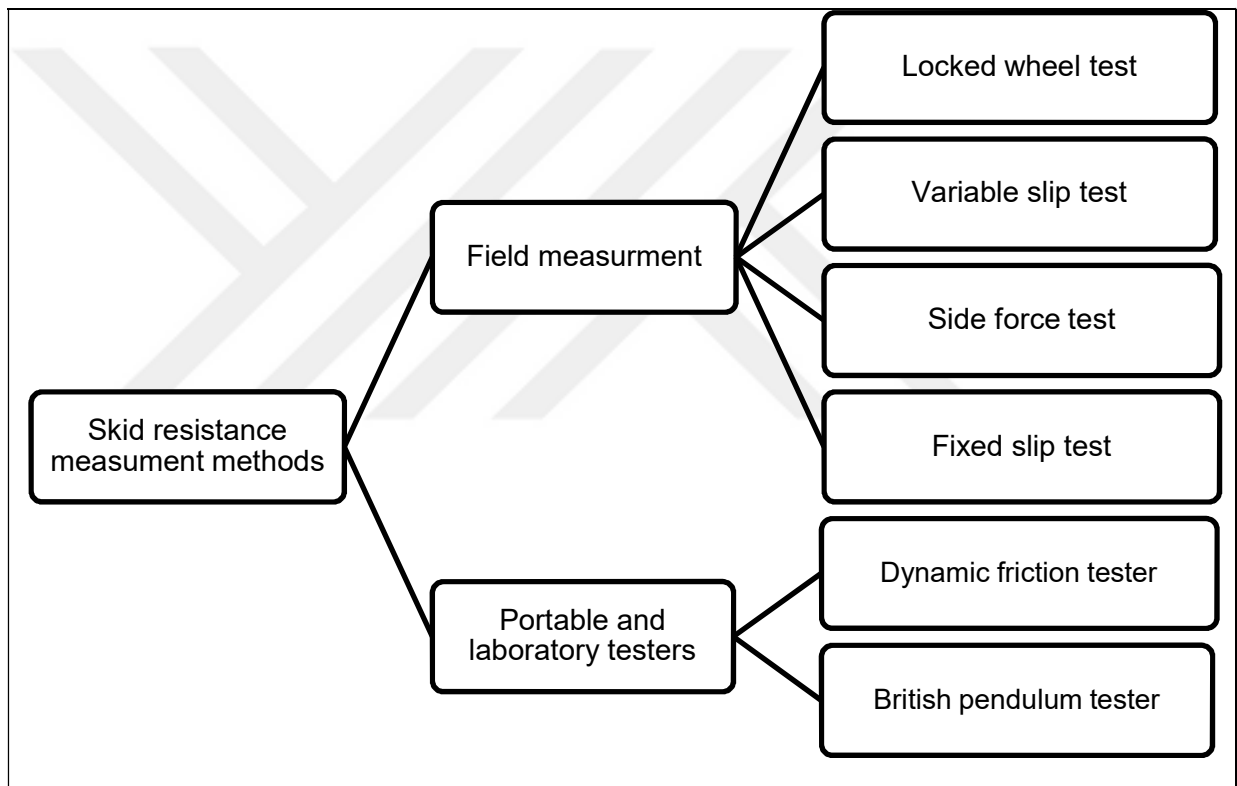 Skid resistance
measument methods
Field measurment
Locked wheel test
Variable slip test
Side force test
Fixed slip test
Portable and
laboratory testers
Dynamic friction tester
British pendulum tester